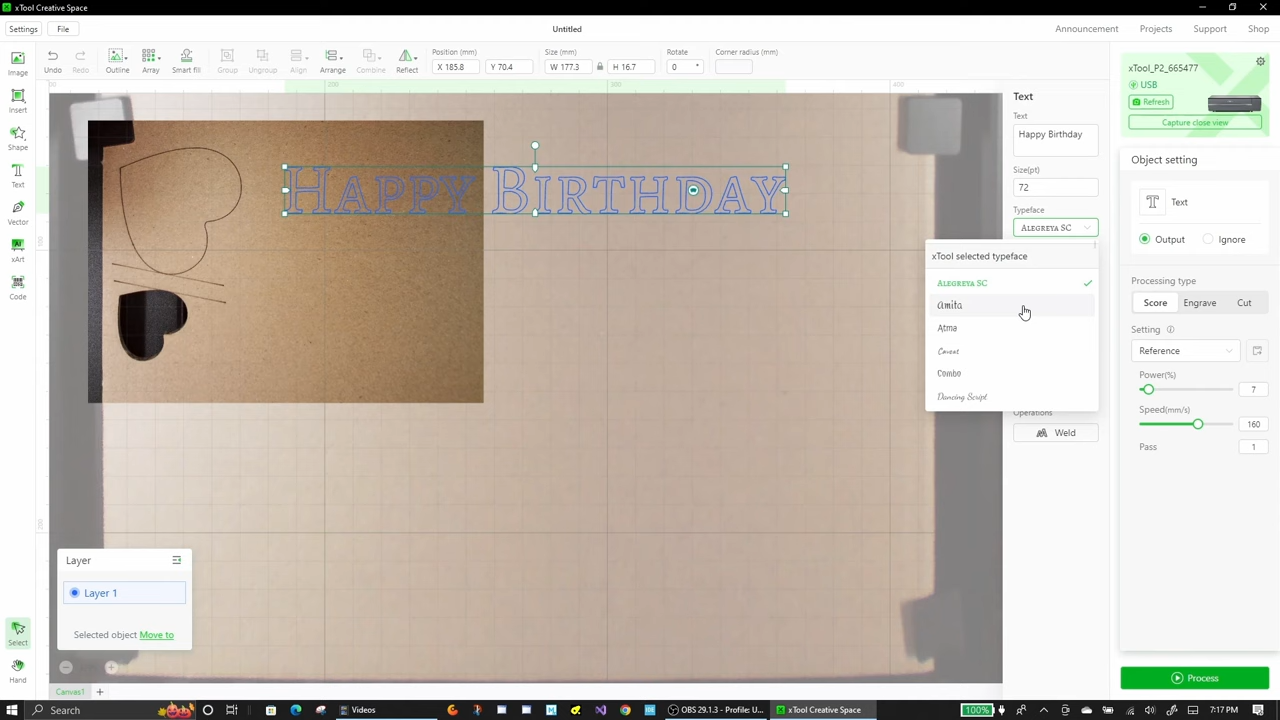 xTool Creative Space
Settings File Untitled Announcement Projects Support Shop
Image Undo Redo Outline Array Smart fill Group Ungroup Align Arrange Combine Reflect
Position (mm) Size (mm) Rotate Corner radius (mm)
X 185.8 Y 70.4 W 177.3 H 16.7 0 °
200 300 400
Insert
Shape
Text
Vector
xArt
Code
Select
Hand
HAPPY BIRTHDAY
Text
Text
Happy Birthday
Size(pt)
72
Typeface
ALEGREYA SC
xTool selected typeface
ALEGREYA SC
Amita
Atma
Caveat
Combo
Dancing Script
Operations
Weld
xTool_P2_665477
USB
Refresh
Capture close view
Object setting
Text
Output Ignore
Processing type
Score Engrave Cut
Setting
Reference
Power(%)
7
Speed(mm/s)
160
Pass 1
Process
Layer
Layer 1
Selected object Move to
Canvas1 +
Search Videos 100% OBS 29.1.3 - Profile: U... xTool Creative Space 7:17 PM